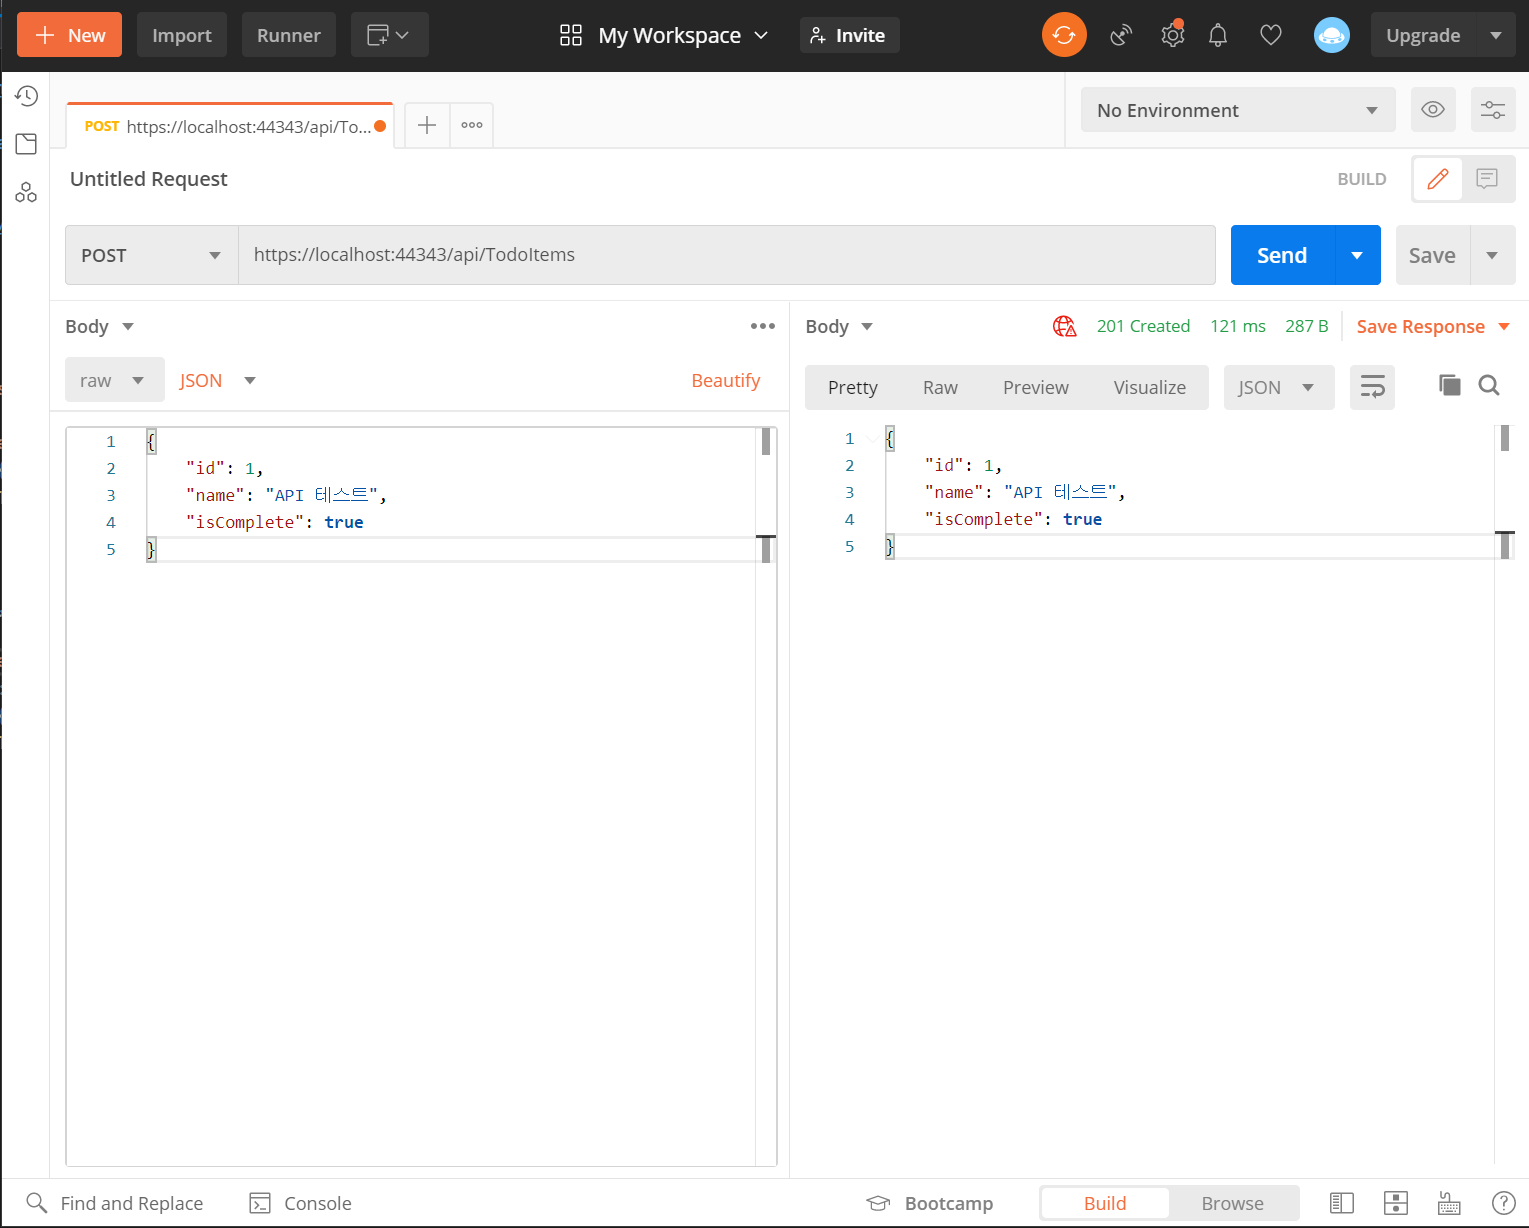 New
Import
Runner
My Workspace
Invite
Upgrade
POST https://localhost:44343/api/To...
No Environment
Untitled Request
BUILD
POST
https://localhost:44343/api/TodoItems
Send
Save
Body
raw
JSON
Beautify
1 {
2 "id": 1,
3 "name": "API 테스트",
4 "isComplete": true
5 }
Body
201 Created 121 ms 287 B
Save Response
Pretty
Raw
Preview
Visualize
JSON
1 {
2 "id": 1,
3 "name": "API 테스트",
4 "isComplete": true
5 }
Find and Replace
Console
Bootcamp
Build
Browse